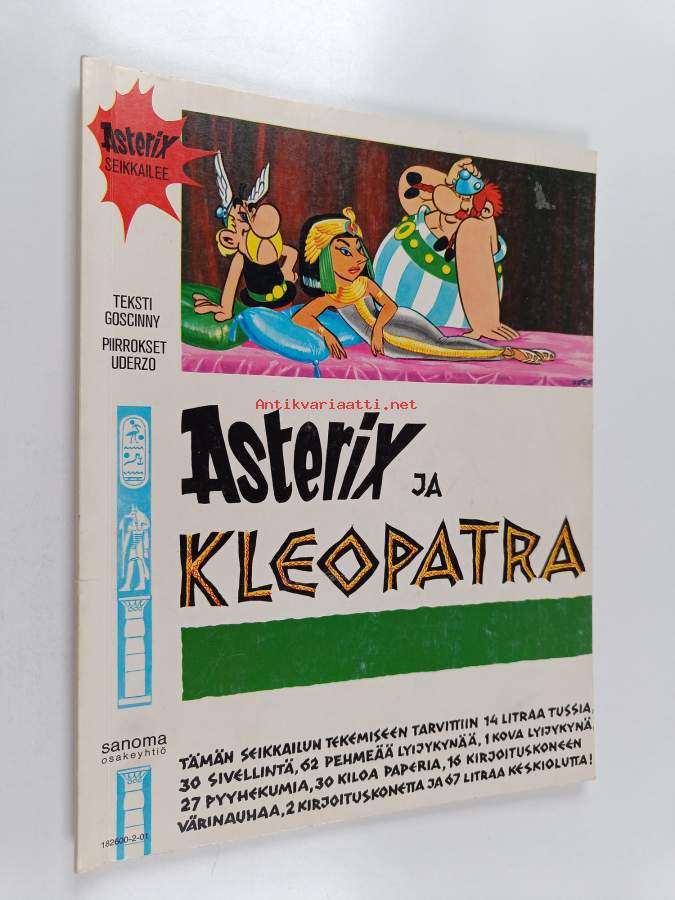 Asterix
SEIKKAILEE
TEKSTI
GOSCINNY
PIIRROKSET
UDERZO
Antikvariaatti.net
Asterix JA
KLEOPATRA
sanoma
osakeyhtiö
TÄMÄN SEIKKAILUN TEKEMISEEN TARVITTIIN 14 LITRAA TUSSIA,
30 SIVELLINTÄ, 62 PEHMEÄÄ LYIJYKYNÄÄ, 1 KOVA LYIJYKYNÄ,
27 PYYHEKUMIA, 30 KILOA PAPERIA, 16 KIRJOITUSKONEEN
VÄRINAUHAA, 2 KIRJOITUSKONETTA JA 67 LITRAA KESKIOLUTTA!
182600-2-01